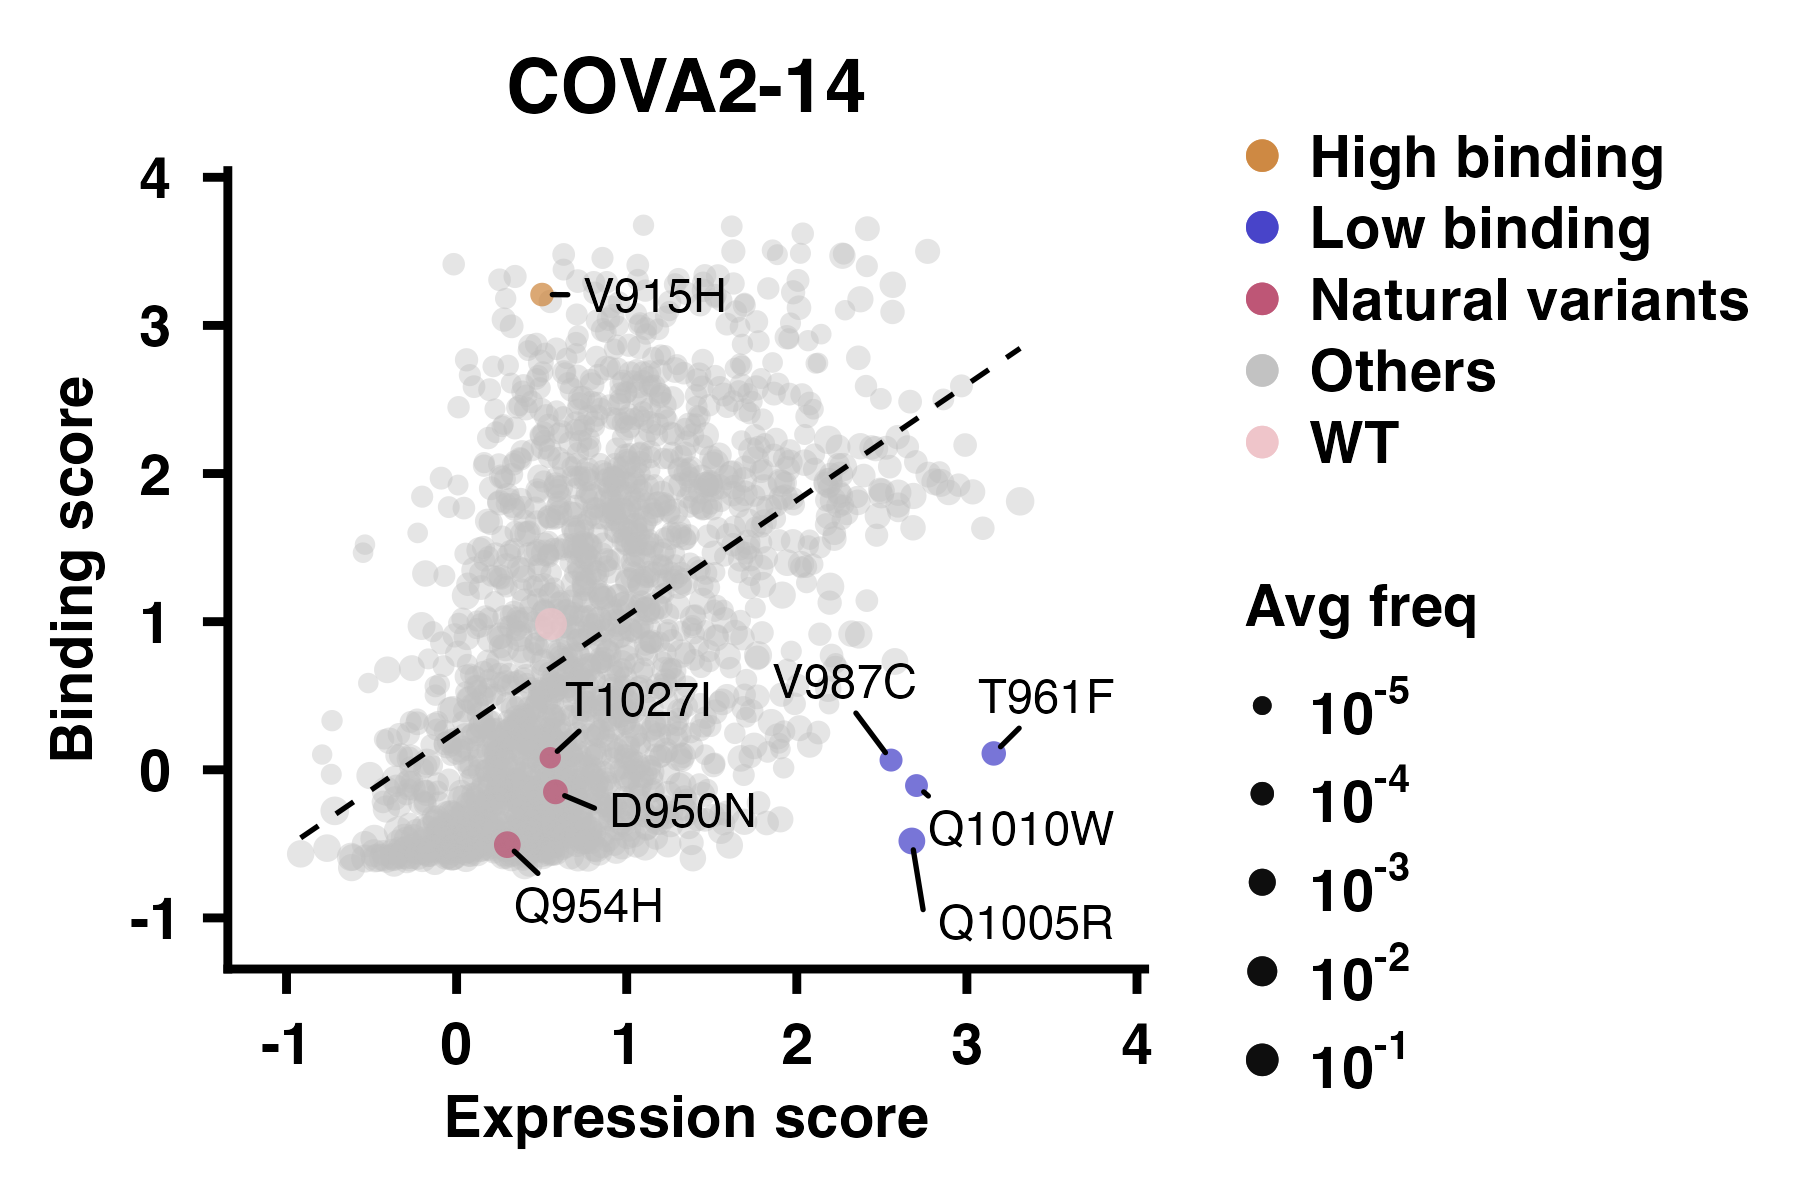 COVA2-14
4
3
2
1
0
-1
Binding score
V915H
T1027I
V987C
T961F
D950N
Q1010W
Q954H
Q1005R
-1 0 1 2 3 4
Expression score
High binding
Low binding
Natural variants
Others
WT
Avg freq
10⁻⁵
10⁻⁴
10⁻³
10⁻²
10⁻¹